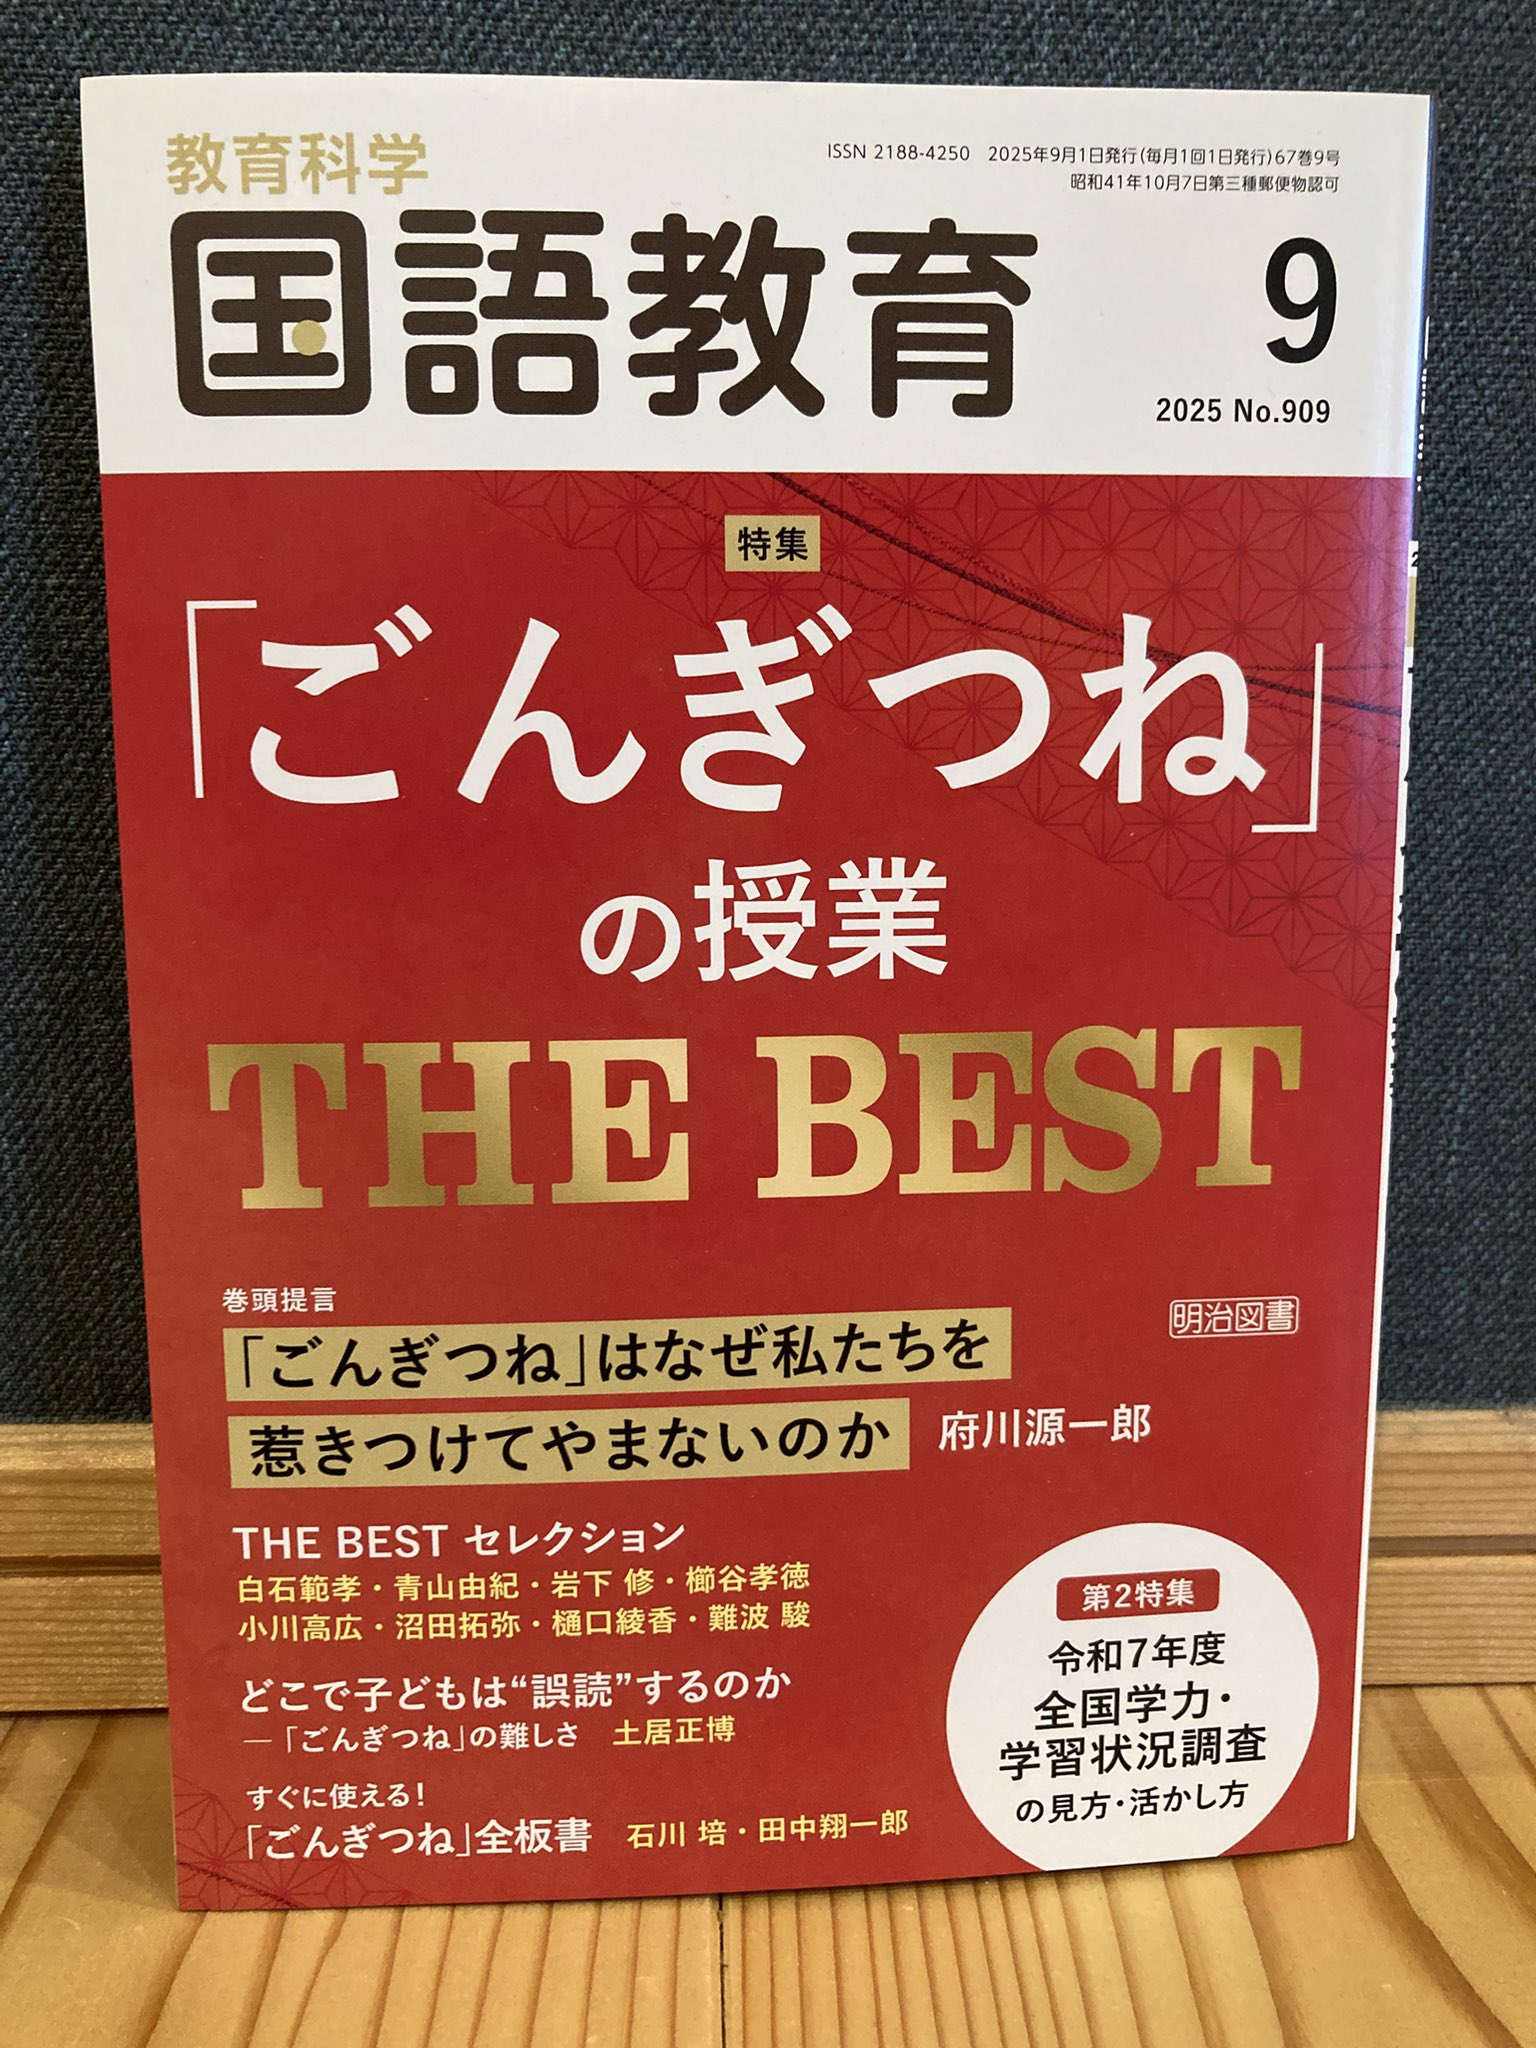 教育科学
国語教育
ISSN 2188-4250 2025年9月1日発行(毎月1回1日発行)67巻9号
昭和41年10月7日第三種郵便物認可
9
2025 No.909
特集
「ごんぎつね」
の授業
THE BEST
巻頭提言
「ごんぎつね」はなぜ私たちを
惹きつけてやまないのか 府川源一郎
明治図書
THE BEST セレクション
白石範孝・青山由紀・岩下 修・櫛谷孝徳
小川高広・沼田拓弥・樋口綾香・難波 駿
どこで子どもは“誤読”するのか
―「ごんぎつね」の難しさ 土居正博
すぐに使える!
「ごんぎつね」全板書 石川 培・田中翔一郎
第2特集
令和7年度
全国学力・
学習状況調査
の見方・活かし方